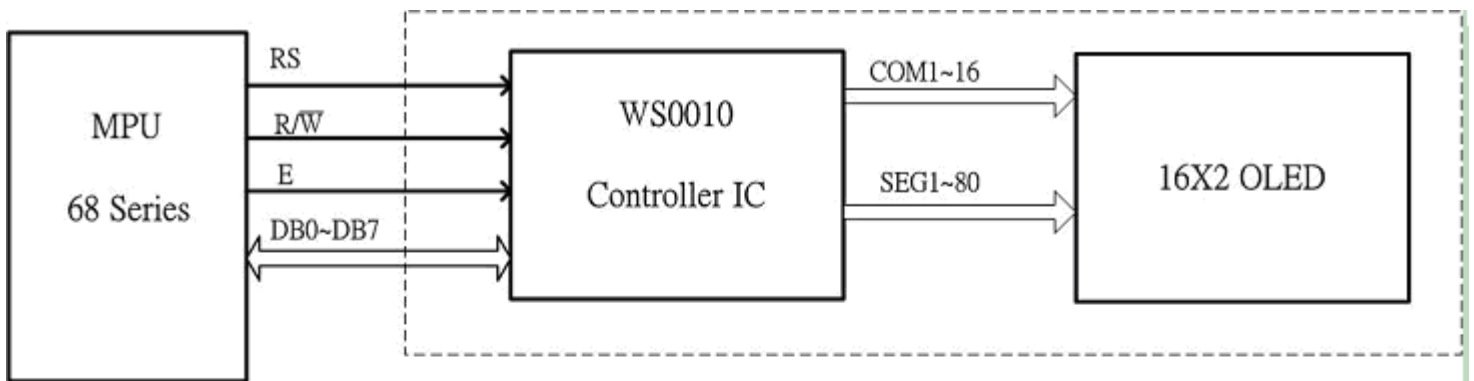 MPU
68 Series
RS
R/W̅
E
DB0~DB7
WS0010
Controller IC
COM1~16
SEG1~80
16X2 OLED